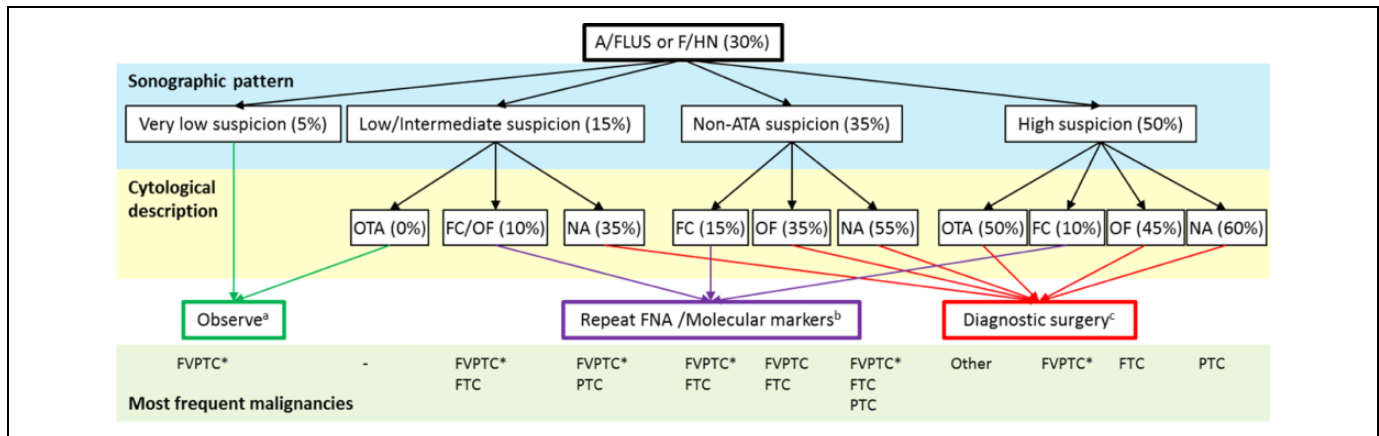 A/FLUS or F/HN (30%)
Sonographic pattern
Very low suspicion (5%) Low/Intermediate suspicion (15%) Non-ATA suspicion (35%) High suspicion (50%)
Cytological
description
OTA (0%) FC/OF (10%) NA (35%) FC (15%) OF (35%) NA (55%) OTA (50%) FC (10%) OF (45%) NA (60%)
Observeᵃ Repeat FNA /Molecular markersᵇ Diagnostic surgeryᶜ
FVPTC* - FVPTC* FVPTC* FVPTC* FVPTC FVPTC* Other FVPTC* FTC PTC
FTC PTC FTC FTC FTC
Most frequent malignancies PTC